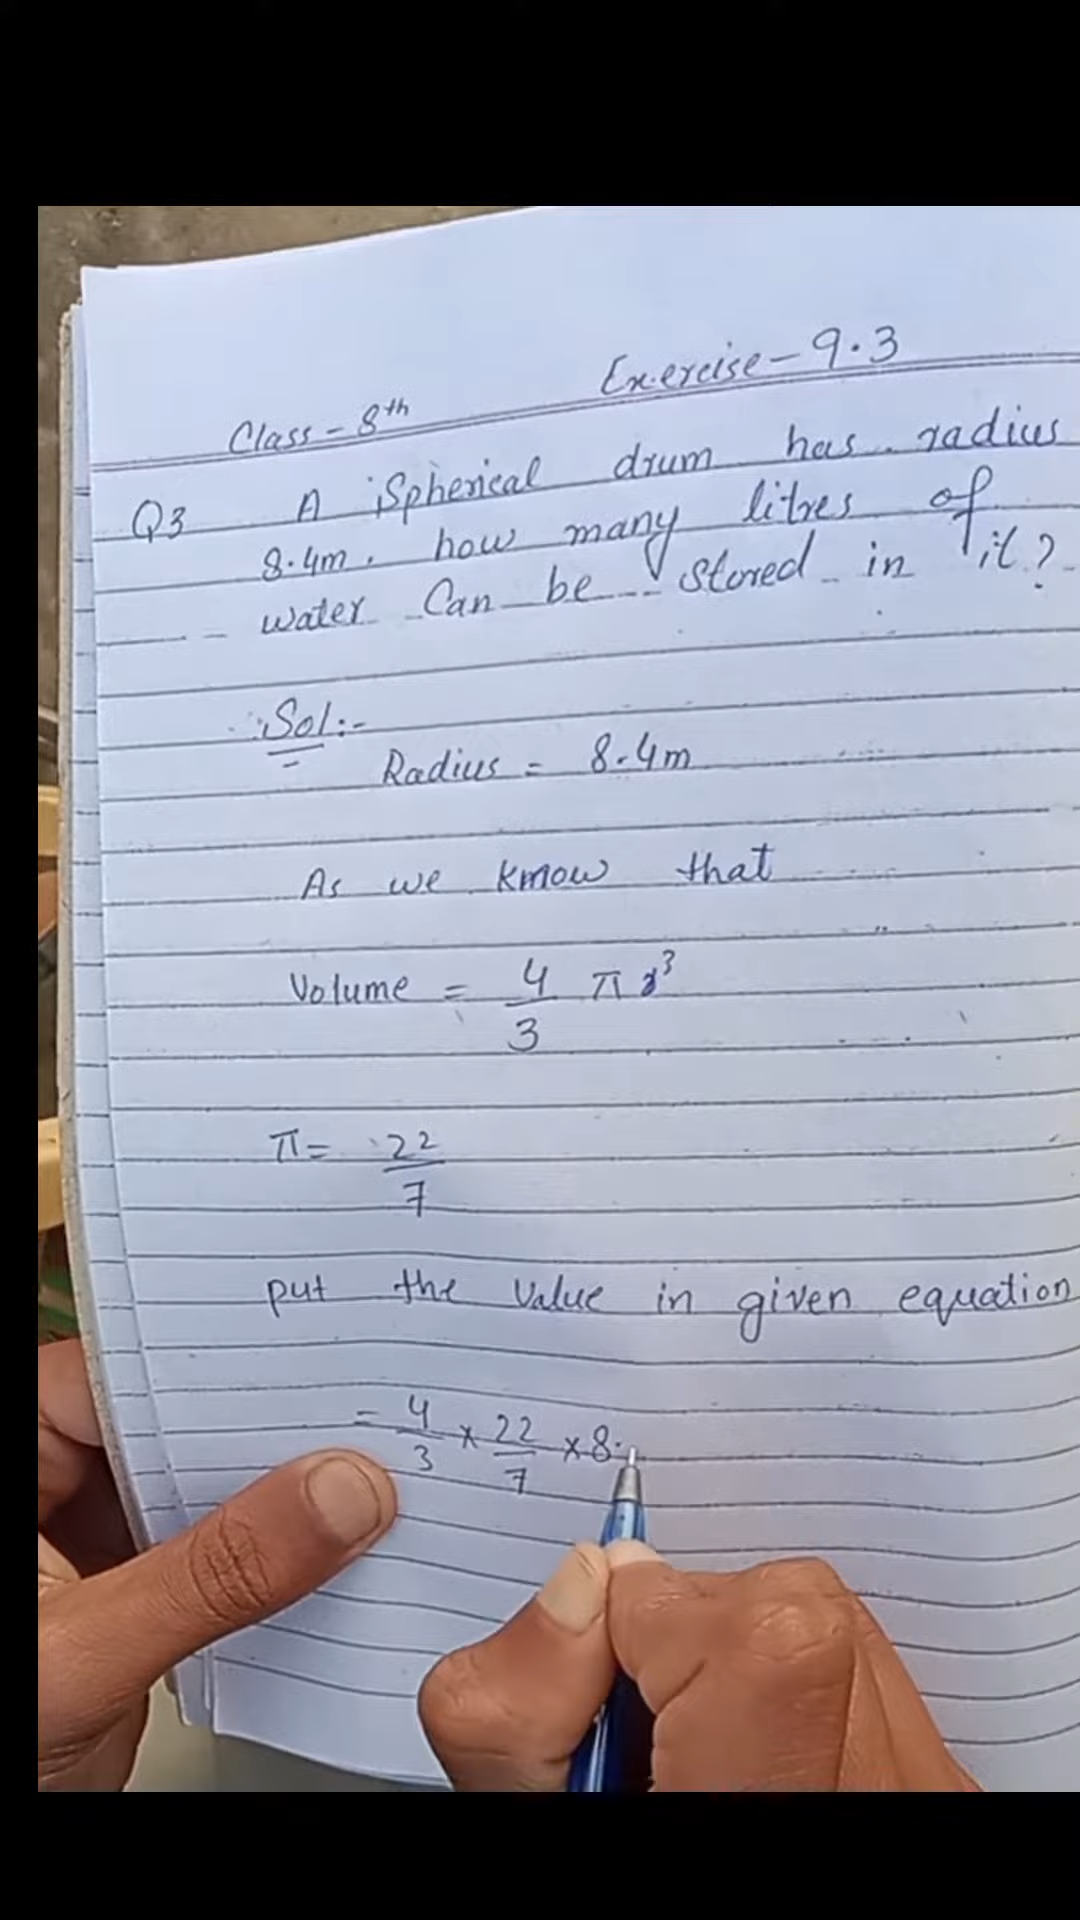 Exercise - 9.3
Class - 8th
Q3 A Spherical drum has radius
8.4m. how many litres of
water Can be stored in it?
Sol:-
Radius = 8.4m
As we know that
Volume = 4/3 π r³
π = 22/7
put the value in given equation
= 4/3 × 22/7 × 8.